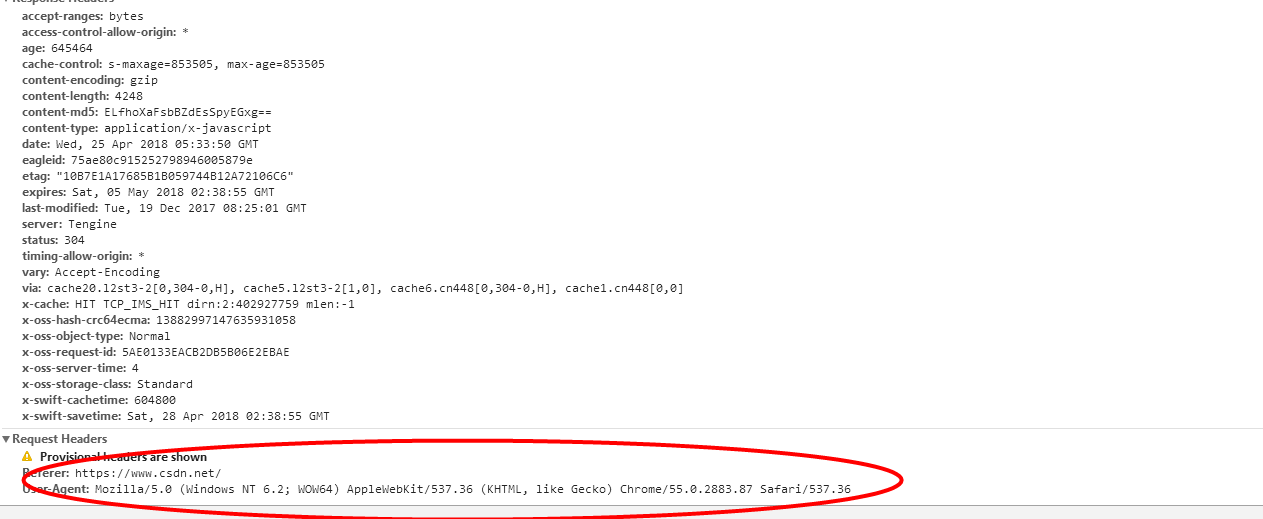 Response Headers
accept-ranges: bytes
access-control-allow-origin: *
age: 645464
cache-control: s-maxage=853505, max-age=853505
content-encoding: gzip
content-length: 4248
content-md5: ELfhoXaFsbBZdEsSpyEGxg==
content-type: application/x-javascript
date: Wed, 25 Apr 2018 05:33:50 GMT
eagleid: 75ae80c915252798946005879e
etag: "10B7E1A17685B1B059744B12A72106C6"
expires: Sat, 05 May 2018 02:38:55 GMT
last-modified: Tue, 19 Dec 2017 08:25:01 GMT
server: Tengine
status: 304
timing-allow-origin: *
vary: Accept-Encoding
via: cache20.l2st3-2[0,304-0,H], cache5.l2st3-2[1,0], cache6.cn448[0,304-0,H], cache1.cn448[0,0]
x-cache: HIT TCP_IMS_HIT dirn:2:402927759 mlen:-1
x-oss-hash-crc64ecma: 13882997147635931058
x-oss-object-type: Normal
x-oss-request-id: 5AE0133EACB2DB5B06E2EBAE
x-oss-server-time: 4
x-oss-storage-class: Standard
x-swift-cachetime: 604800
x-swift-savetime: Sat, 28 Apr 2018 02:38:55 GMT
Request Headers
Provisional headers are shown
Referer: https://www.csdn.net/
User-Agent: Mozilla/5.0 (Windows NT 6.2; WOW64) AppleWebKit/537.36 (KHTML, like Gecko) Chrome/55.0.2883.87 Safari/537.36